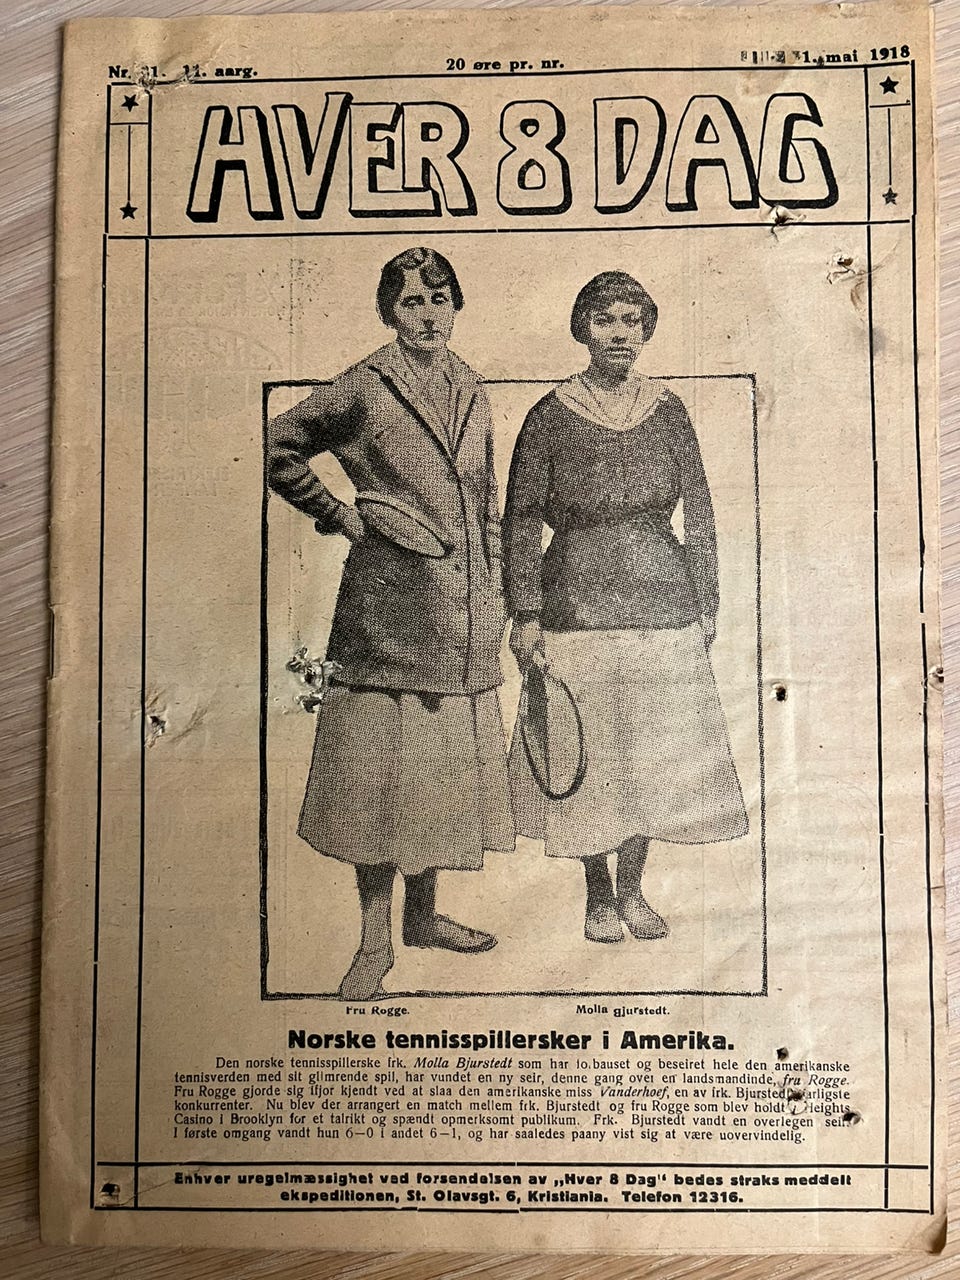 Nr. 11. aarg.
20 øre pr. nr.
mai 1918
HVER 8 DAG
Fru Rogge.
Molla Bjurstedt.
Norske tennisspillersker i Amerika.
Den norske tennisspillerske frk. Molla Bjurstedt som har forbauset og beseiret hele den amerikanske
tennisverden med sit glimrende spil, har vundet en ny seir, denne gang over en landsmandinde, fru Rogge.
Fru Rogge gjorde sig ifjor kjendt ved at slaa den amerikanske miss Vanderhoef, en av frk. Bjurstedts farligste
konkurrenter. Nu blev der arrangert en match mellem frk. Bjurstedt og fru Rogge som blev holdt i Heights
Casino i Brooklyn for et talrikt og spændt opmerksomt publikum. Frk. Bjurstedt vandt en overlegen seir.
I første omgang vandt hun 6—0 i andet 6—1, og har saaledes paany vist sig at være uovervindelig.
Enhver uregelmæssighet ved forsendelsen av „Hver 8 Dag“ bedes straks meddelt
ekspeditionen, St. Olavsgt. 6, Kristiania. Telefon 12316.